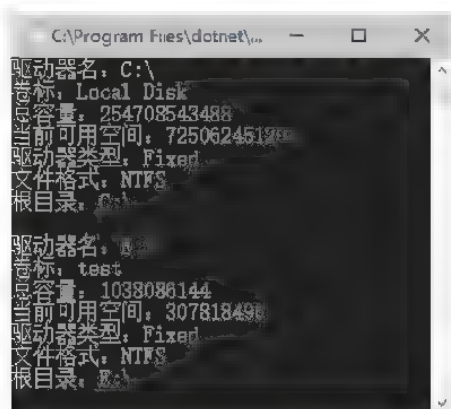 C:\Program Files\dotnet\...
驱动器名：C:\
卷标：Local Disk
总容量：254708543488
当前可用空间：
驱动器类型：Fixed
文件格式：NTFS
根目录：
驱动器名：
卷标：test
总容量：1038086144
当前可用空间：
驱动器类型：Fixed
文件格式：NTFS
根目录：E:\